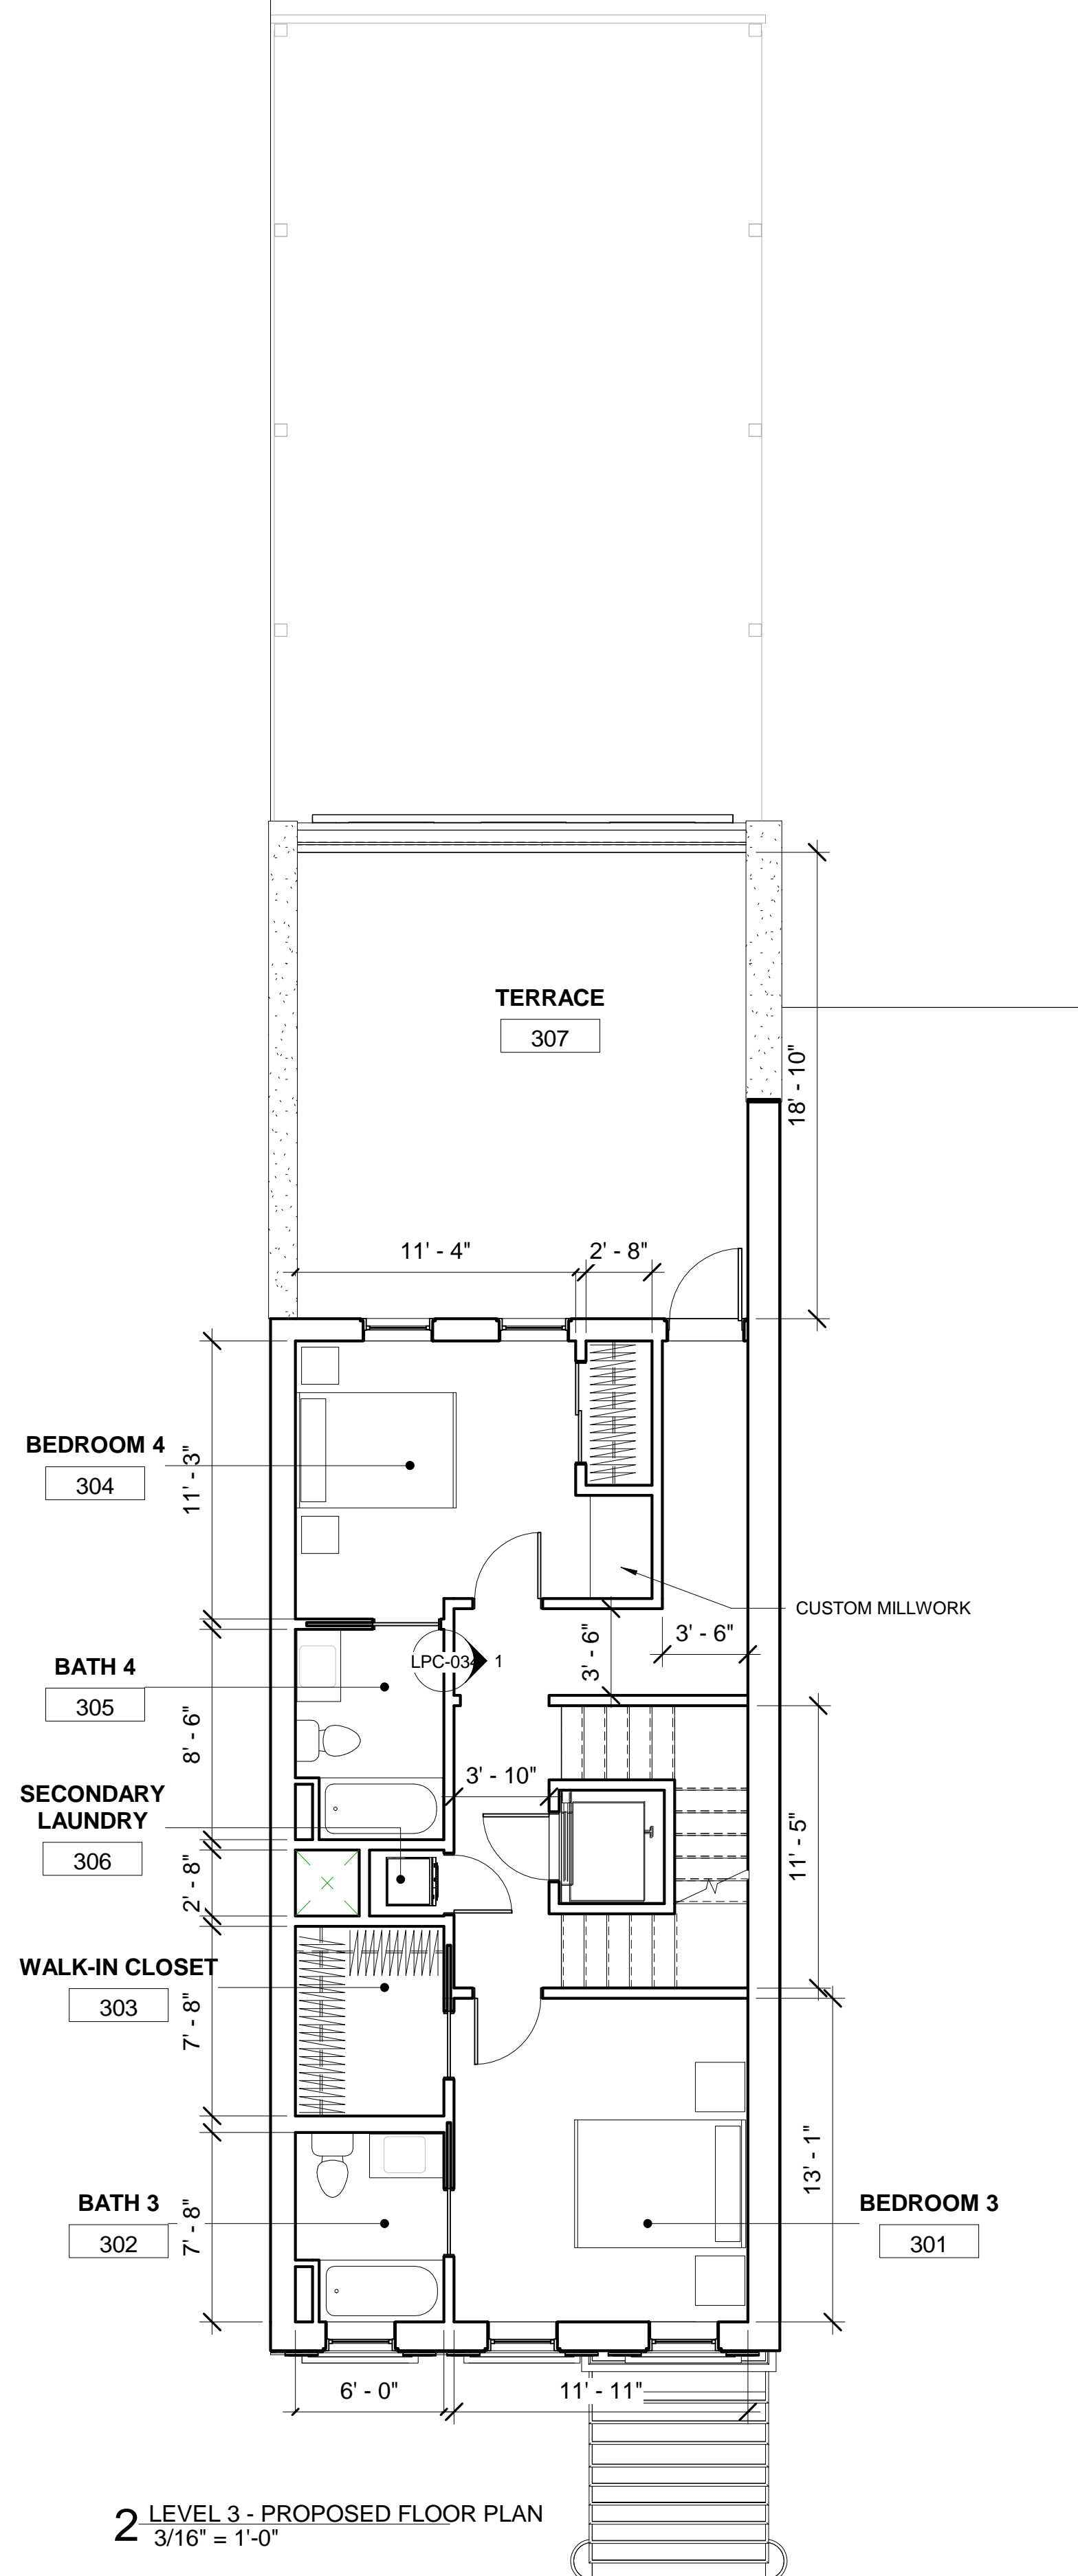 TERRACE
307
18' - 10"
11' - 4"
2' - 8"
BEDROOM 4
304
11' - 3"
CUSTOM MILLWORK
3' - 6"
3' - 6"
LPC-034
1
BATH 4
305
8' - 6"
3' - 10"
SECONDARY
LAUNDRY
306
2' - 8"
11' - 5"
WALK-IN CLOSET
303
7' - 8"
13' - 1"
BATH 3
302
7' - 8"
BEDROOM 3
301
6' - 0"
11' - 11"
2
LEVEL 3 - PROPOSED FLOOR PLAN
3/16" = 1'-0"